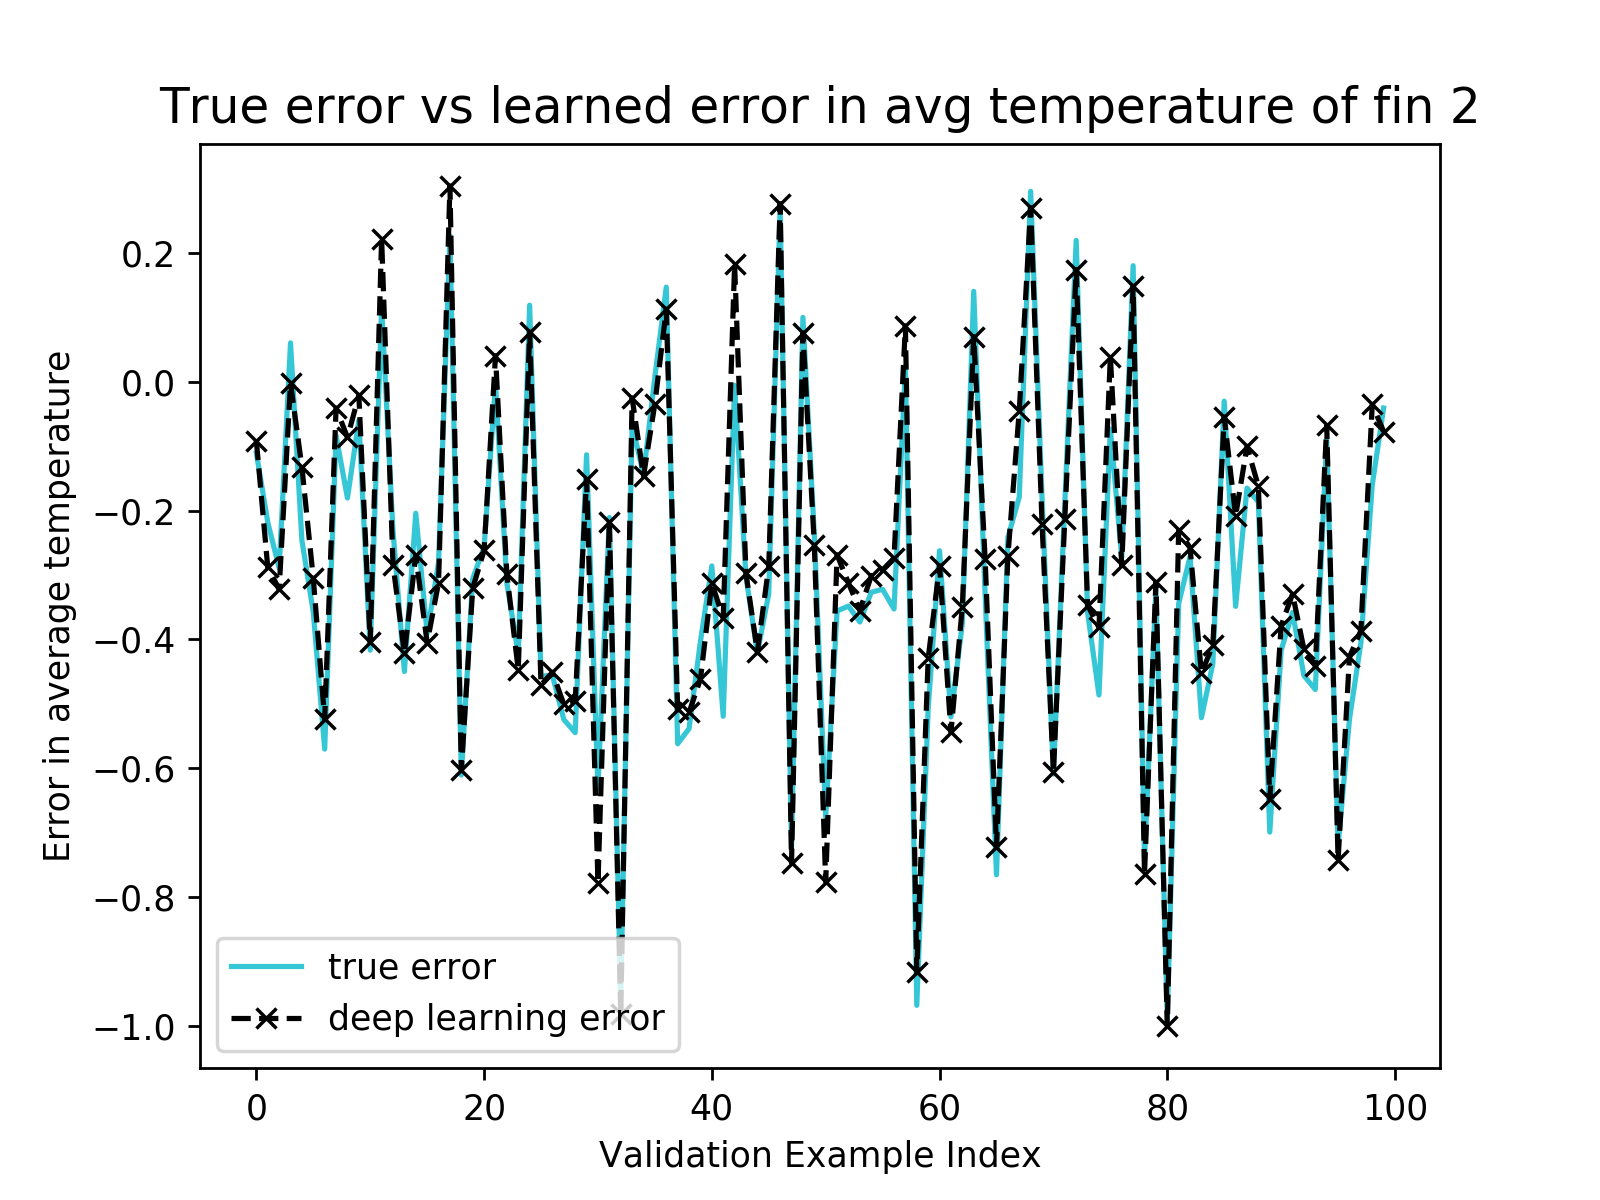 True error vs learned error in avg temperature of fin 2
Error in average temperature
0.2
0.0
−0.2
−0.4
−0.6
−0.8
−1.0
true error
deep learning error
0 20 40 60 80 100
Validation Example Index